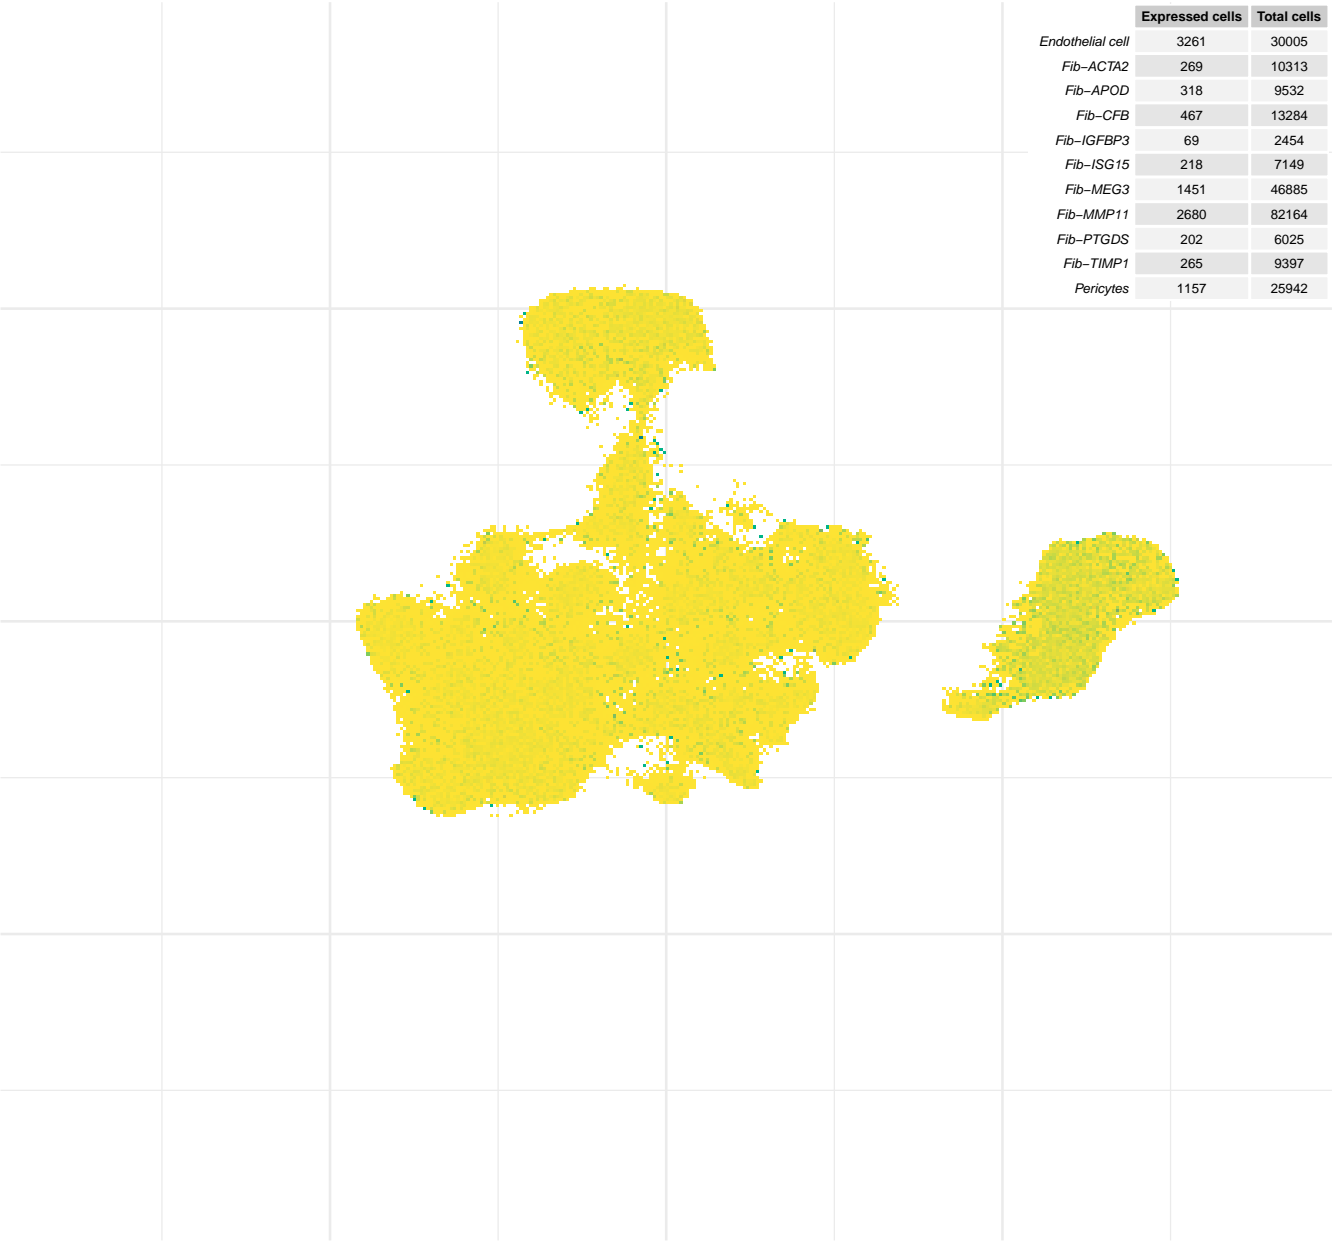 Expressed cells Total cells
Endothelial cell 3261 30005
Fib−ACTA2 269 10313
Fib−APOD 318 9532
Fib−CFB 467 13284
Fib−IGFBP3 69 2454
Fib−ISG15 218 7149
Fib−MEG3 1451 46885
Fib−MMP11 2680 82164
Fib−PTGDS 202 6025
Fib−TIMP1 265 9397
Pericytes 1157 25942